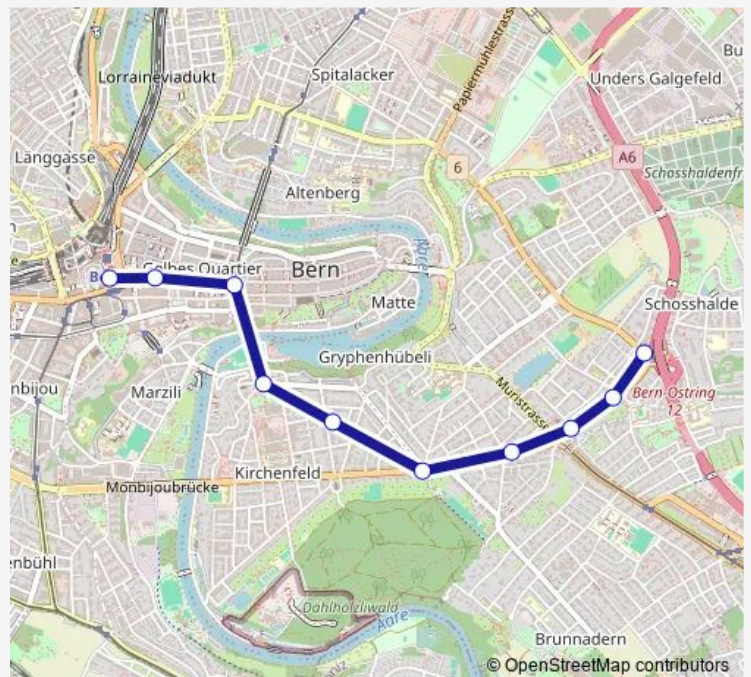 Lorraineviadukt
Spitalacker
Papiermühlestrass
Unders Galgefeld
Bu
Länggasse
6
A6
Schosshaldenfr
Altenberg
Gelbes Quartier
Bern
Aare
Matte
Schosshalde
Gryphenhübeli
nbijou
Marzili
Muristrasse
Bern-Ostring
12
Kirchenfeld
Monbijoubrücke
enbühl
Dählhölzliwald
Aare
Brunnadern
© OpenStreetMap contributors